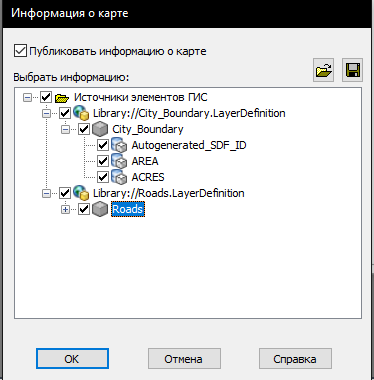 Информация о карте
Публиковать информацию о карте
Выбрать информацию:
Источники элементов ГИС
Library://City_Boundary.LayerDefinition
City_Boundary
Autogenerated_SDF_ID
AREA
ACRES
Library://Roads.LayerDefinition
Roads
OK Отмена Справка